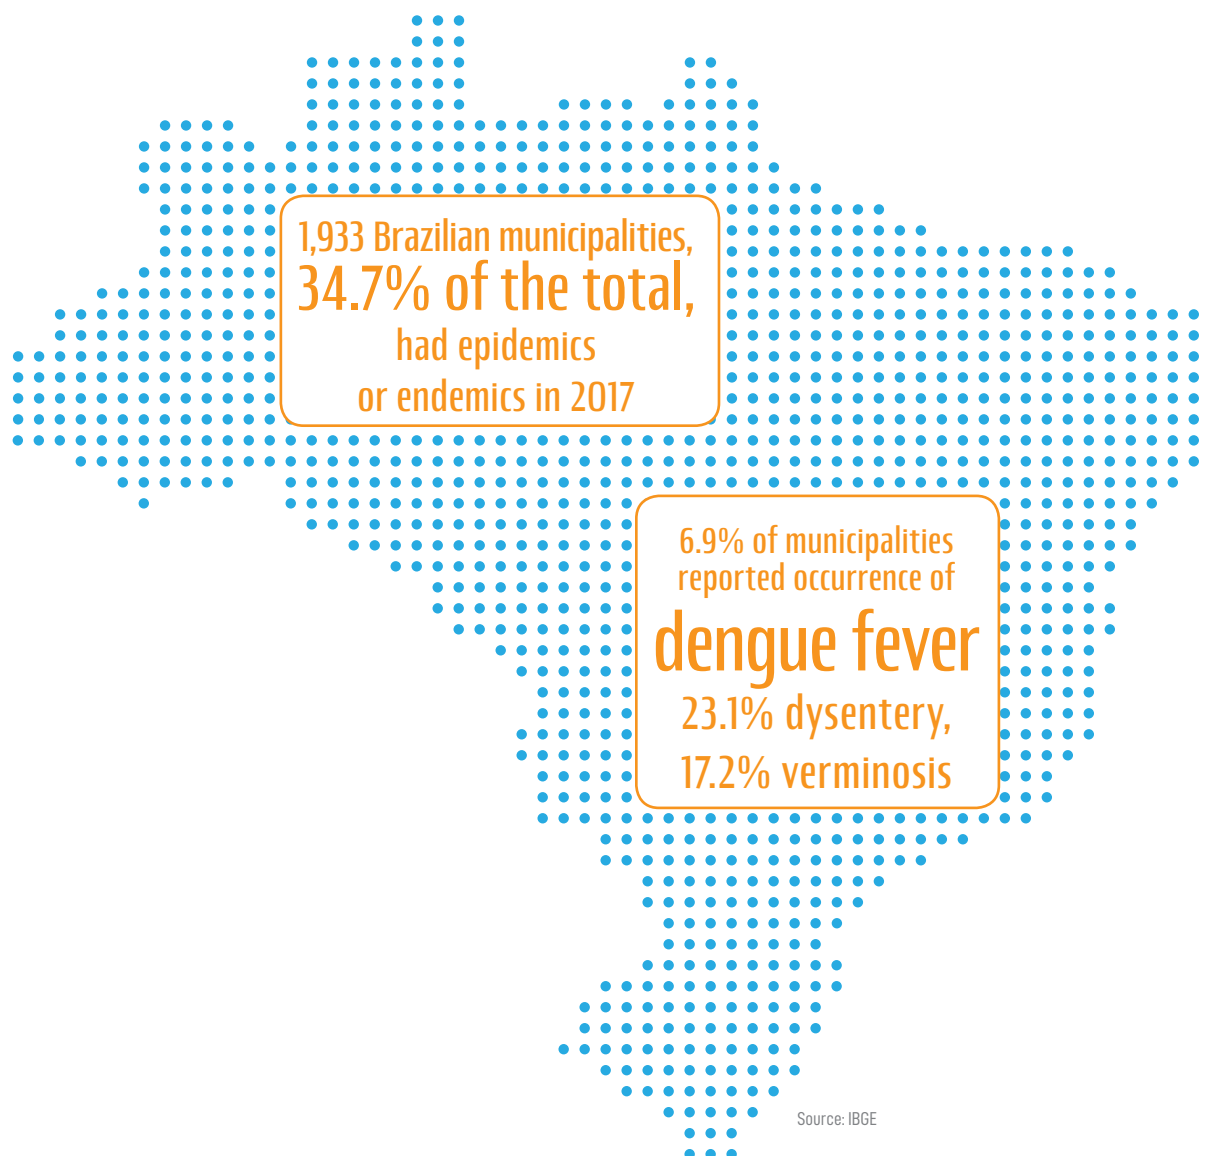 1,933 Brazilian municipalities,
34.7% of the total,
had epidemics
or endemics in 2017
6.9% of municipalities
reported occurrence of
dengue fever
23.1% dysentery,
17.2% verminosis
Source: IBGE